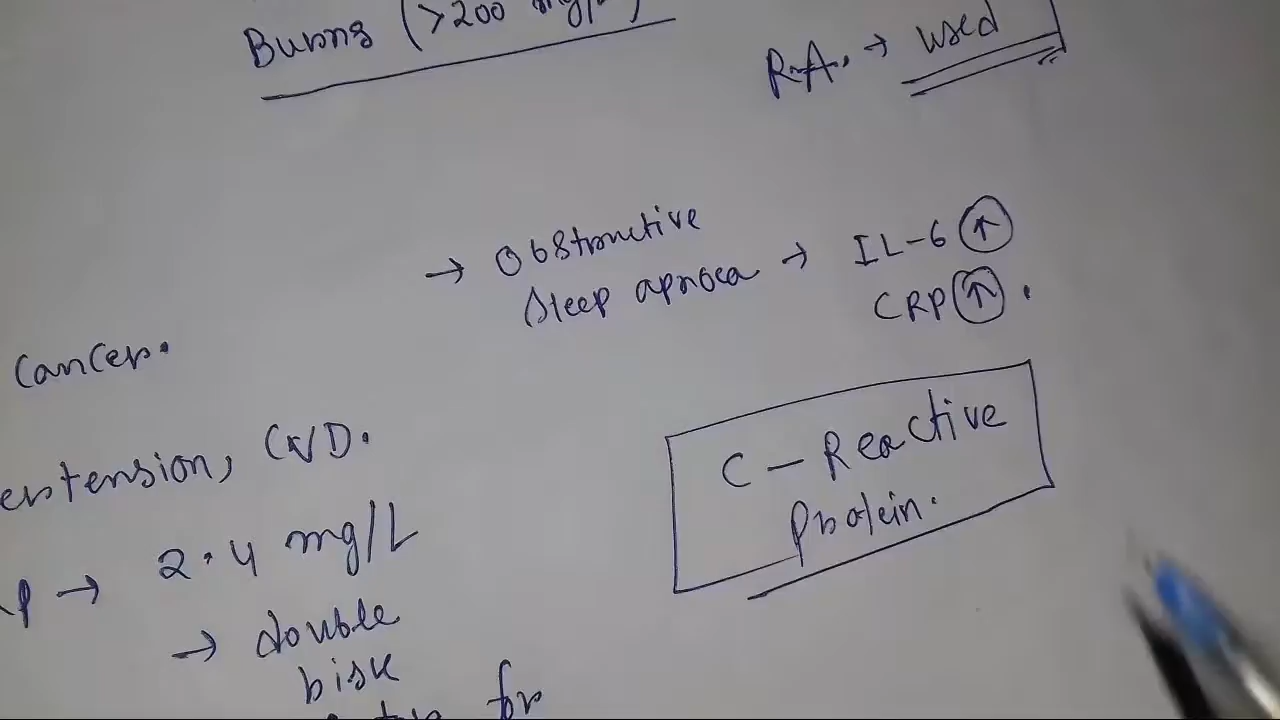 Burns (>200 mg/
R.A. → used
→ Obstructive
Sleep apnoea → IL-6 ↑
CRP ↑.
Cancer.
ertension, CVD.
C - Reactive
Protein.
→ 2.4 mg/L
→ double
risk
for